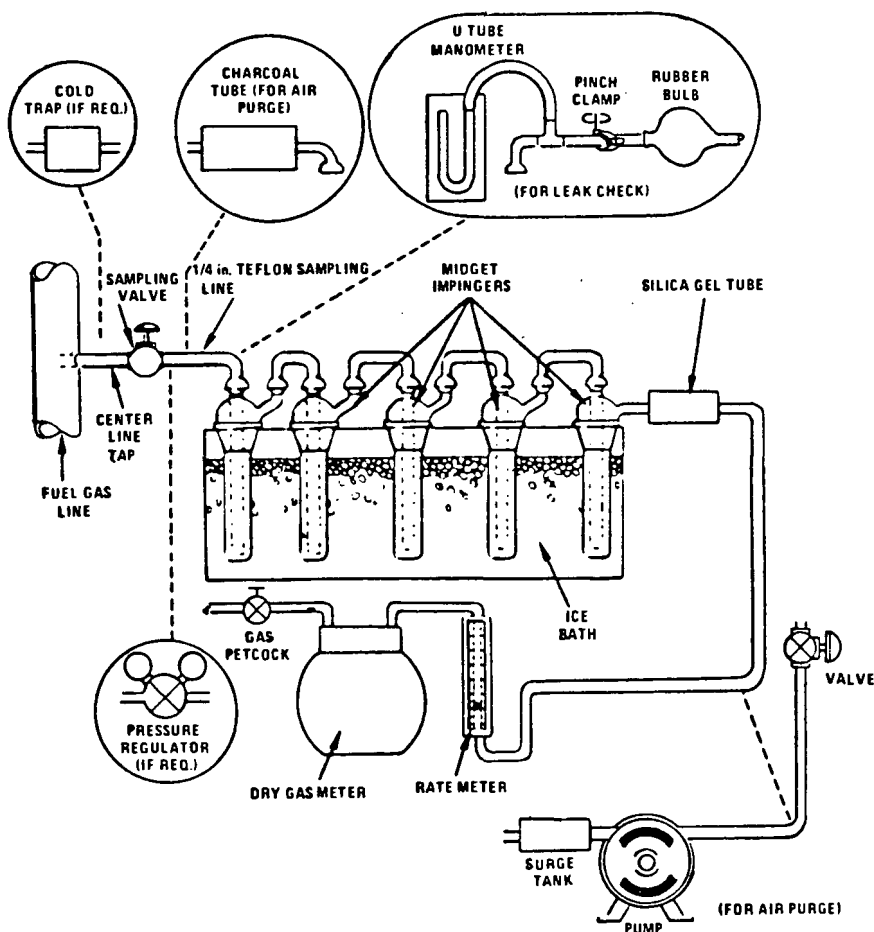 U TUBE
MANOMETER
PINCH
CLAMP
RUBBER
BULB
(FOR LEAK CHECK)
COLD
TRAP (IF REQ.)
CHARCOAL
TUBE (FOR AIR
PURGE)
SAMPLING
VALVE
1/4 in. TEFLON SAMPLING
LINE
MIDGET
IMPINGERS
SILICA GEL TUBE
CENTER
LINE
TAP
FUEL GAS
LINE
ICE
BATH
GAS
PETCOCK
VALVE
PRESSURE
REGULATOR
(IF REQ.)
DRY GAS METER
RATE METER
SURGE
TANK
PUMP
(FOR AIR PURGE)